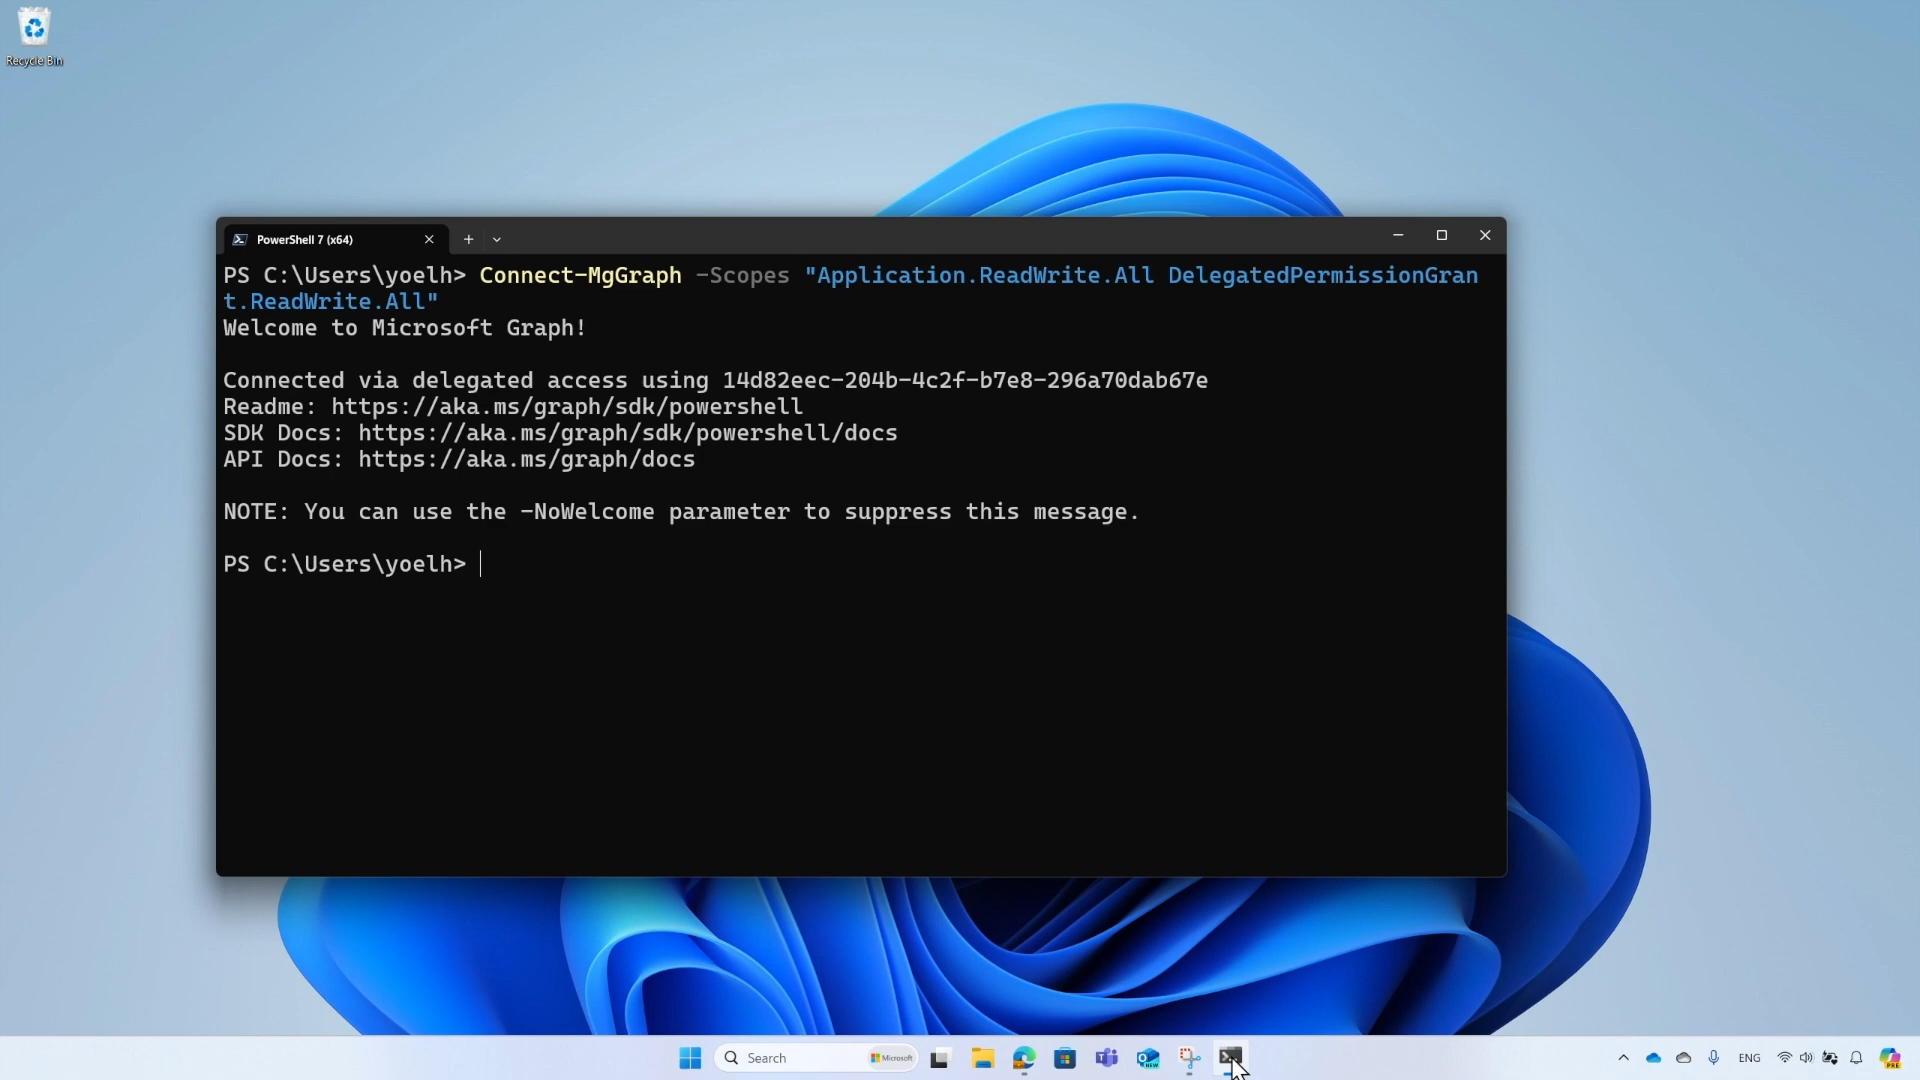 Recycle Bin
PowerShell 7 (x64)
PS C:\Users\yoelh> Connect-MgGraph -Scopes "Application.ReadWrite.All DelegatedPermissionGran
t.ReadWrite.All"
Welcome to Microsoft Graph!
Connected via delegated access using 14d82eec-204b-4c2f-b7e8-296a70dab67e
Readme: https://aka.ms/graph/sdk/powershell
SDK Docs: https://aka.ms/graph/sdk/powershell/docs
API Docs: https://aka.ms/graph/docs
NOTE: You can use the -NoWelcome parameter to suppress this message.
PS C:\Users\yoelh>
Search Microsoft NEW ENG PRE